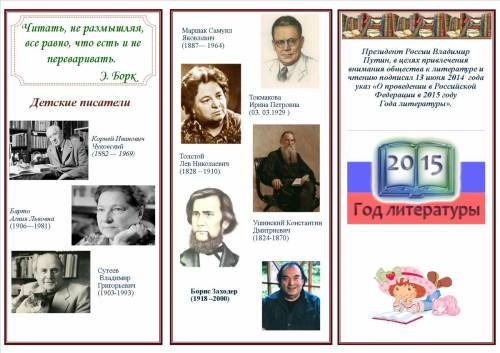 Читать, не размышляя,
все равно, что есть и не
переваривать.
Э. Борк
Детские писатели
Корней Иванович
Чуковский
(1882 — 1969)
Барто
Агния Львовна
(1906—1981)
Сутеев
Владимир
Григорьевич
(1903-1993)
Маршак Самуил
Яковлевич
(1887— 1964)
Токмакова
Ирина Петровна
(03. 03.1929 )
Толстой
Лев Николаевич
(1828 – 1910).
Ушинский Константин
Дмитриевич
(1824-1870)
Борис Заходер
(1918 –2000)
Президент России Владимир
Путин, в целях привлечения
внимания общества к литературе и
чтению подписал 13 июня 2014 года
указ «О проведении в Российской
Федерации в 2015 году
Года литературы».
2015
Год литературы